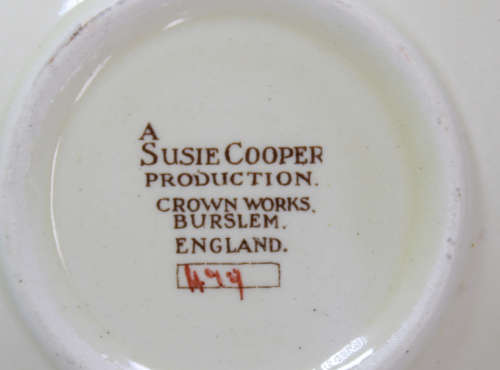 A
SUSIE COOPER
PRODUCTION.
CROWN WORKS.
BURSLEM.
ENGLAND.
499